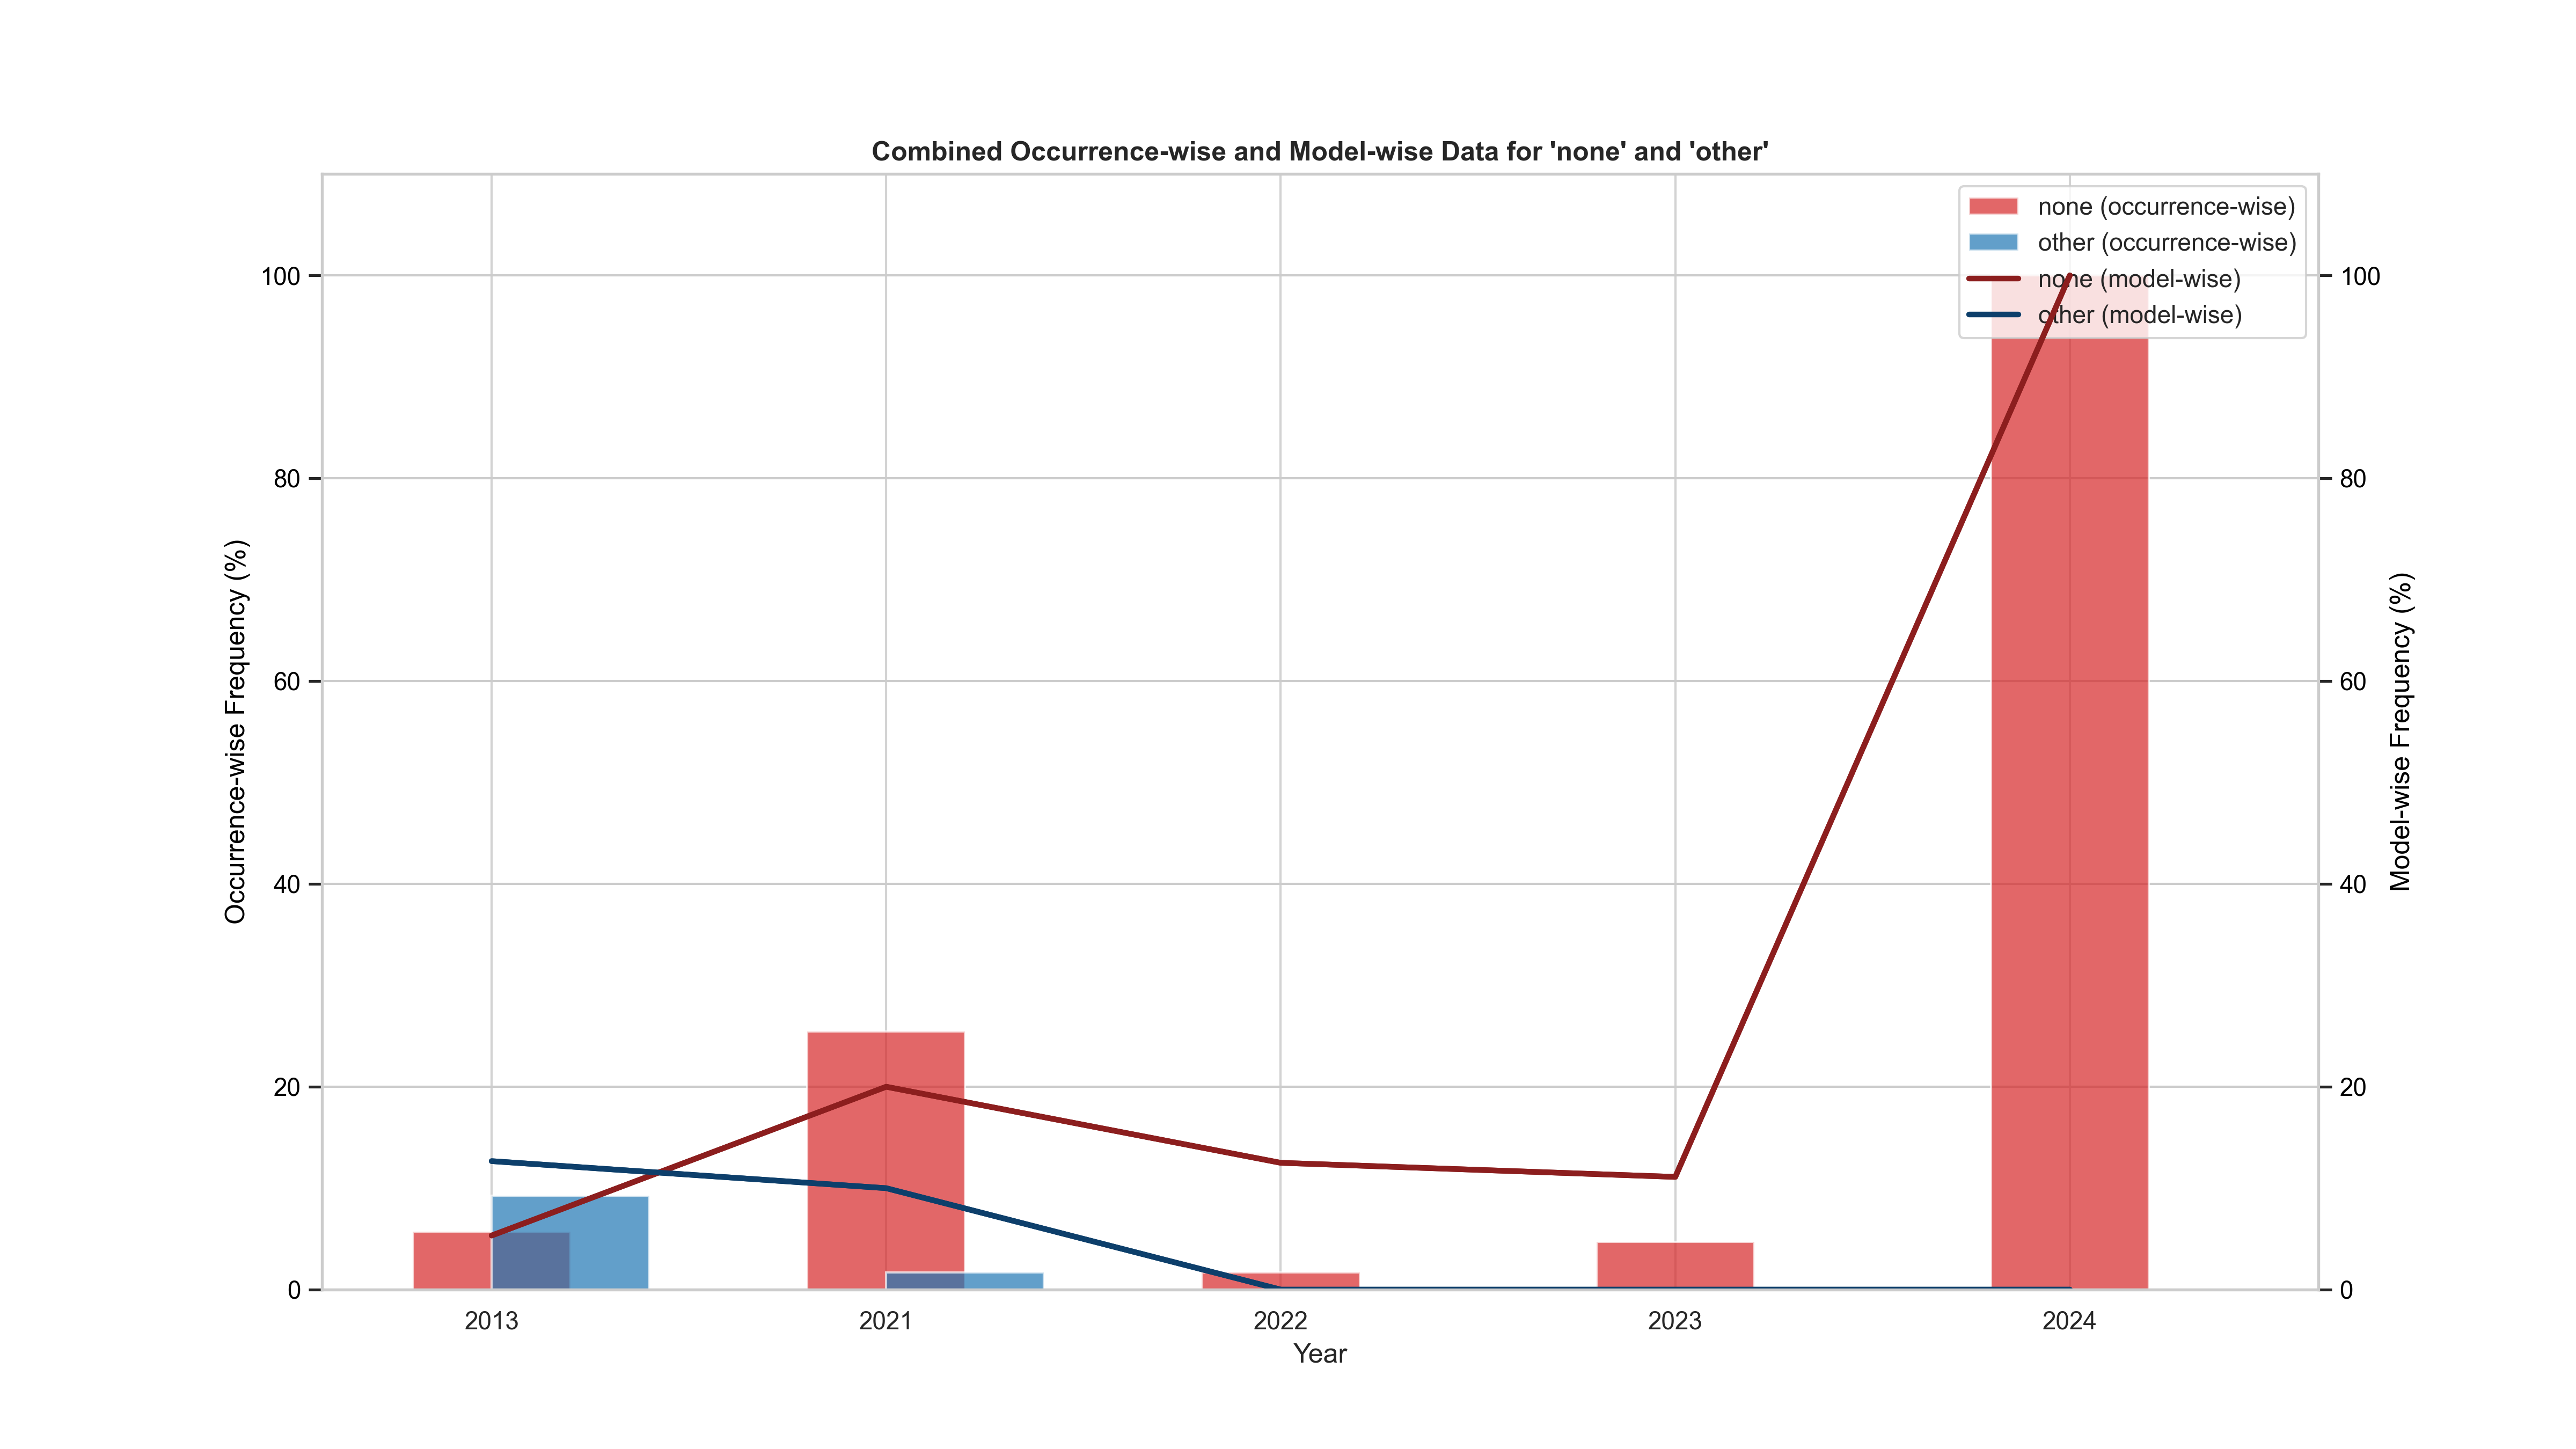 Combined Occurrence-wise and Model-wise Data for 'none' and 'other'
none (occurrence-wise)
other (occurrence-wise)
none (model-wise)
other (model-wise)
100
80
60
40
20
0
Occurrence-wise Frequency (%)
100
80
60
40
20
0
Model-wise Frequency (%)
2013 2021 2022 2023 2024
Year